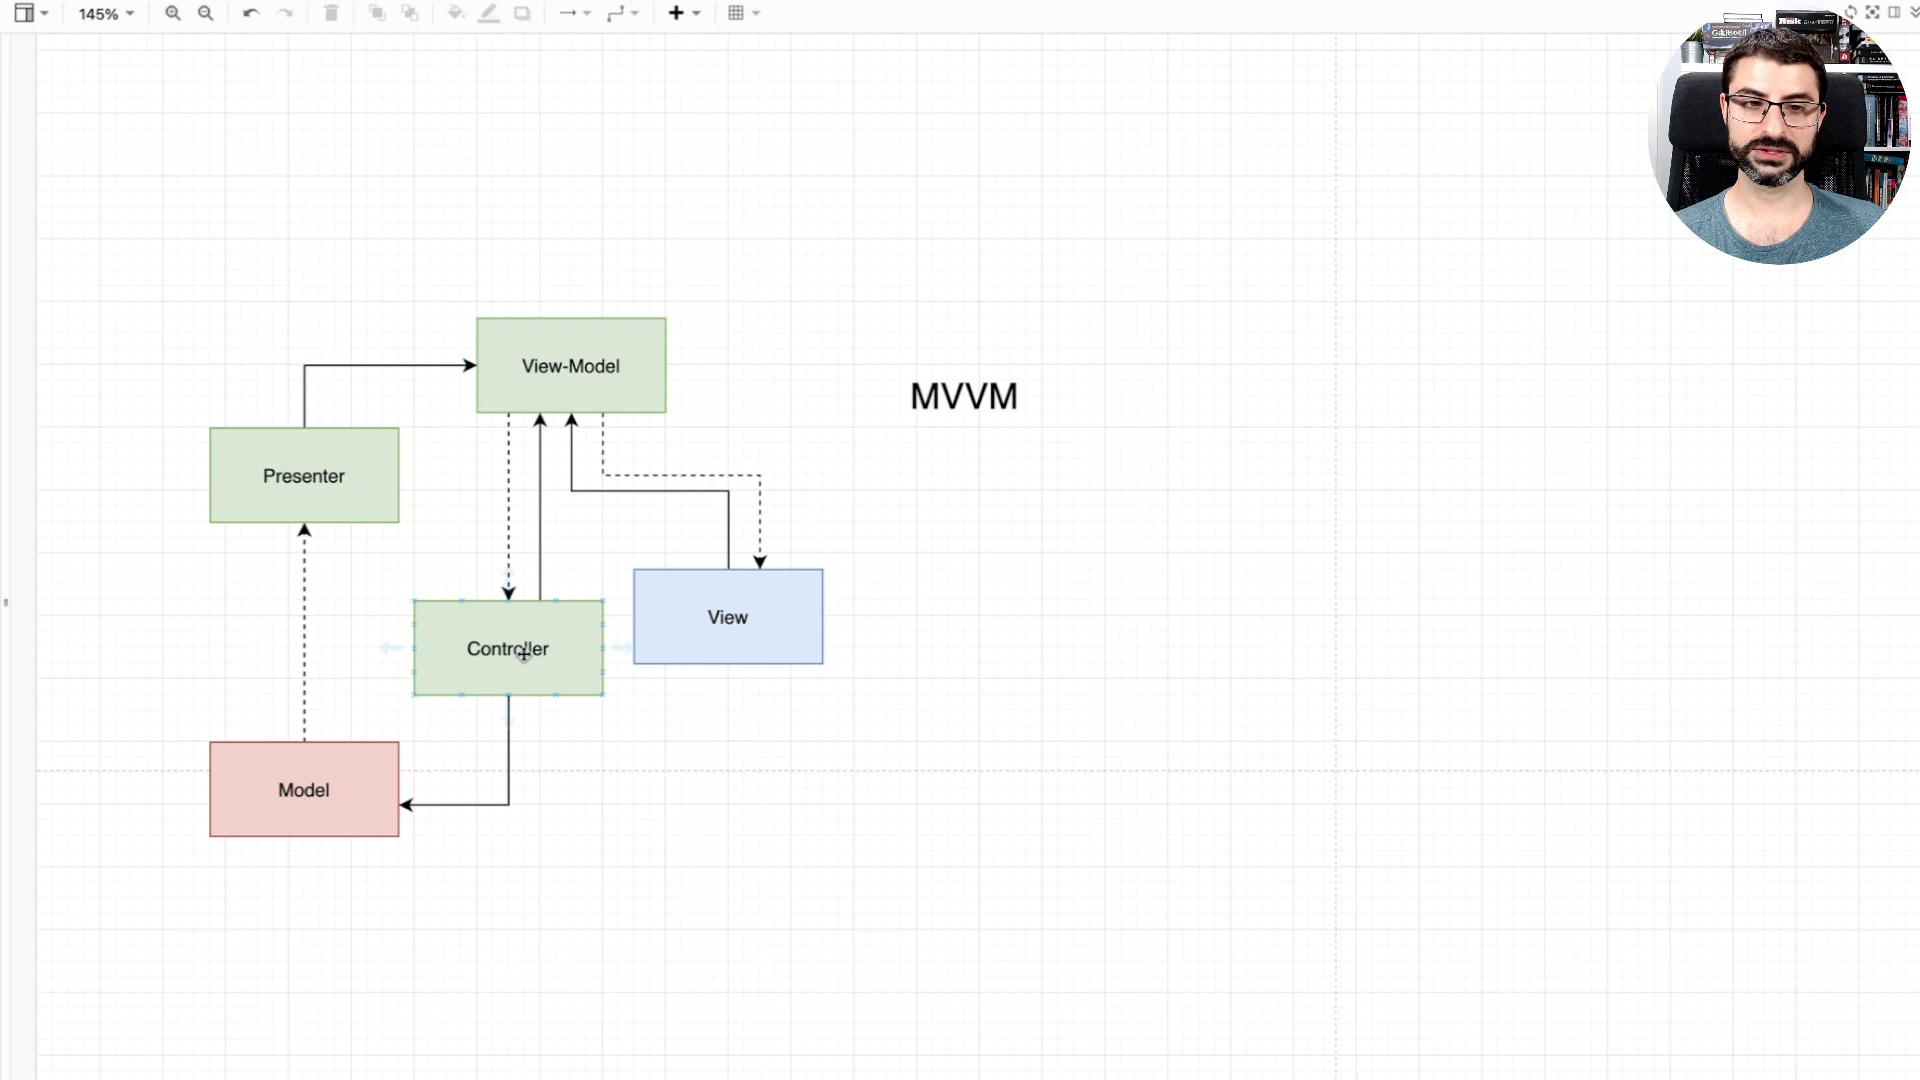 145%
View-Model
MVVM
Presenter
View
Controller
Model